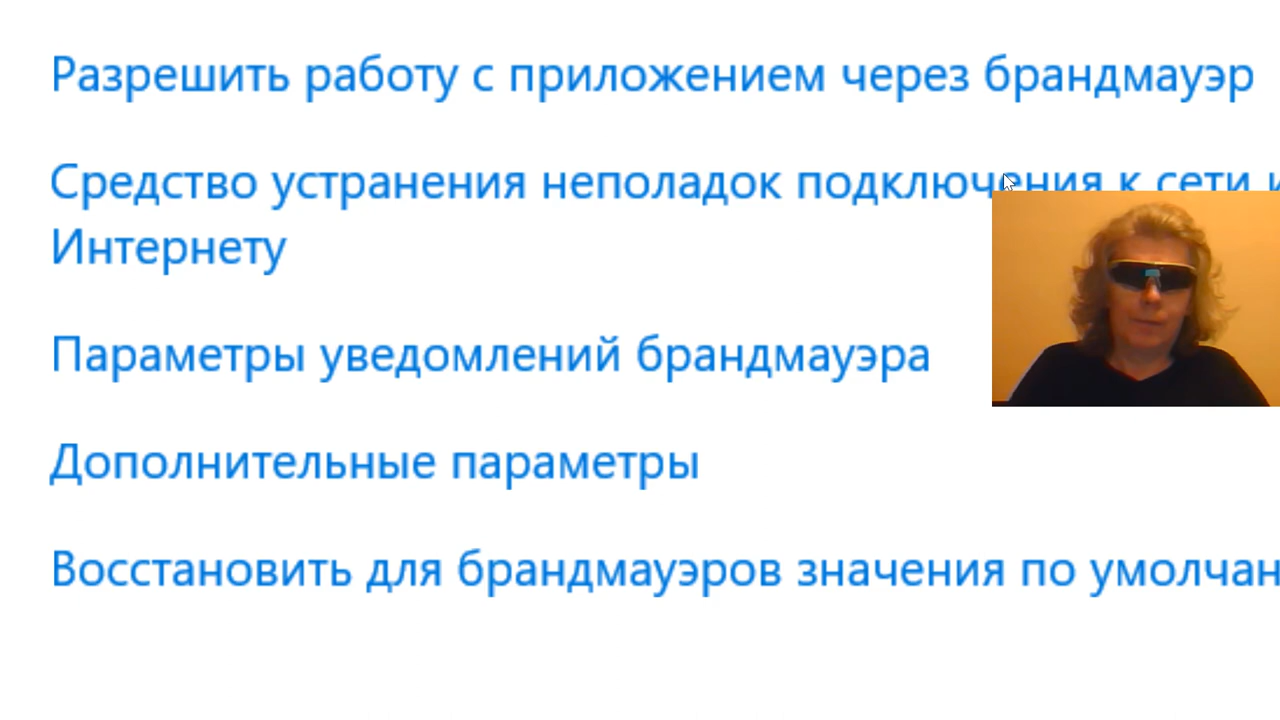 Разрешить работу с приложением через брандмауэр
Средство устранения неполадок подключения к сети и
Интернету
Параметры уведомлений брандмауэра
Дополнительные параметры
Восстановить для брандмауэров значения по умолчан